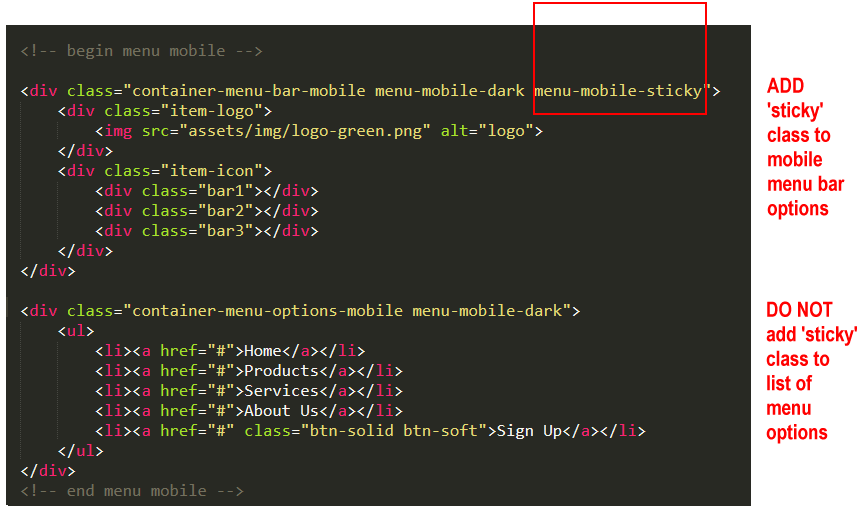 <!-- begin menu mobile -->
<div class="container-menu-bar-mobile menu-mobile-dark menu-mobile-sticky">
<div class="item-logo">
<img src="assets/img/logo-green.png" alt="logo">
</div>
<div class="item-icon">
<div class="bar1"></div>
<div class="bar2"></div>
<div class="bar3"></div>
</div>
</div>
<div class="container-menu-options-mobile menu-mobile-dark">
<ul>
<li><a href="#">Home</a></li>
<li><a href="#">Products</a></li>
<li><a href="#">Services</a></li>
<li><a href="#">About Us</a></li>
<li><a href="#" class="btn-solid btn-soft">Sign Up</a></li>
</ul>
</div>
<!-- end menu mobile -->
ADD
'sticky'
class to
mobile
menu bar
options
DO NOT
add 'sticky'
class to
list of
menu
options